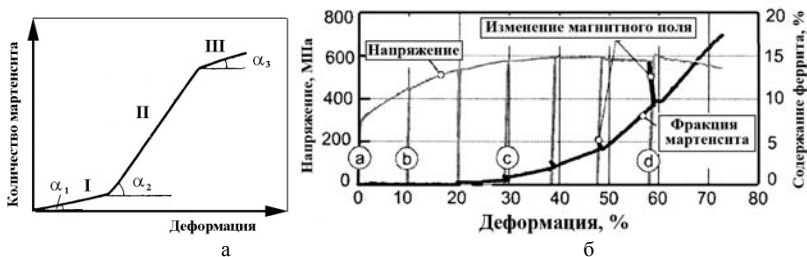 а
Количество мартенсита
I
II
III
α1
α2
α3
Деформация
а
Напряжение, МПа
800
600
400
200
0
Напряжение
Изменение магнитного поля
Фракция
мартенсита
a
b
c
d
0 10 20 30 40 50 60 70 80
Деформация, %
20
15
10
5
0
Содержание феррита, %
б